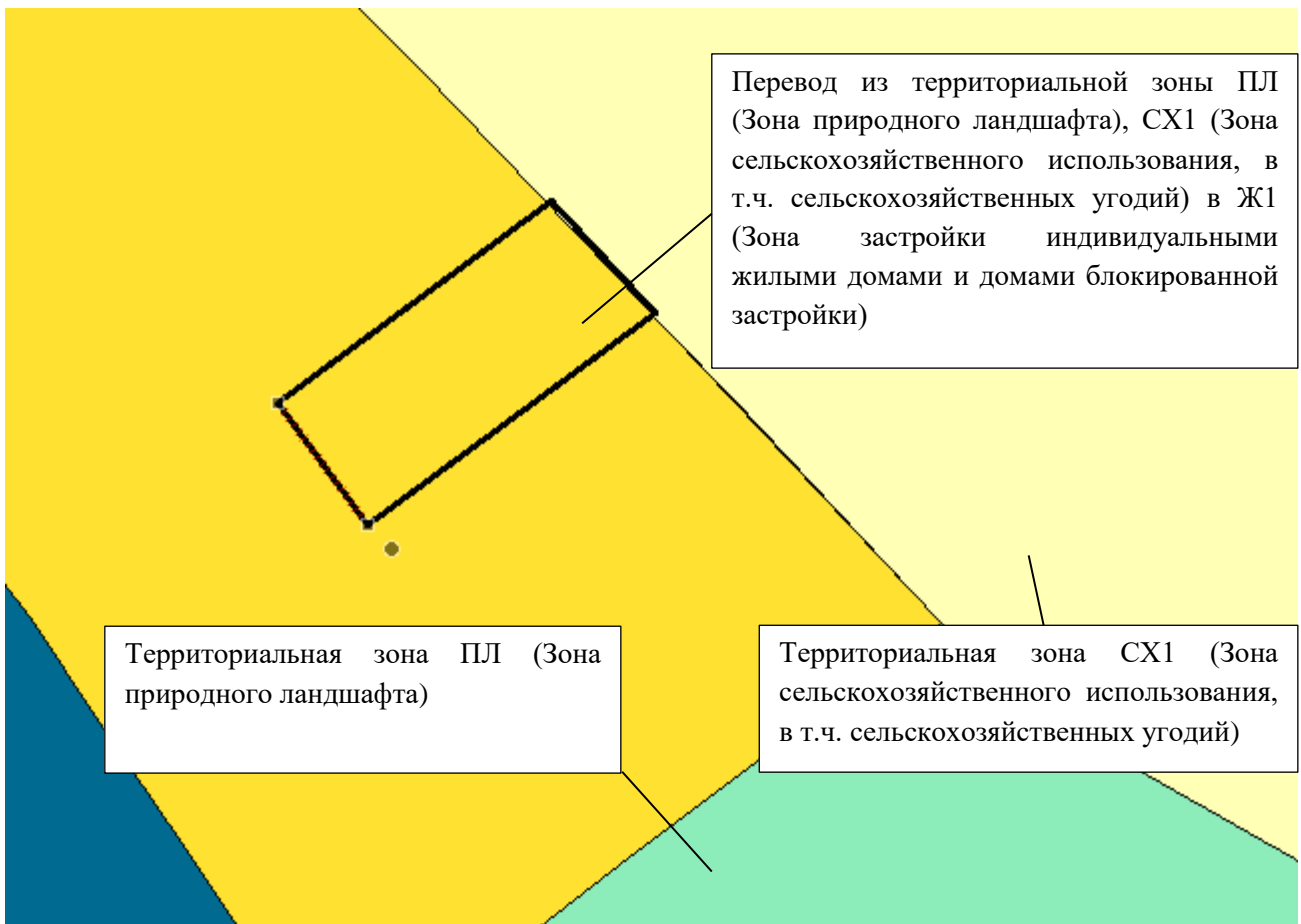 Перевод из территориальной зоны ПЛ
(Зона природного ландшафта), СХ1 (Зона
сельскохозяйственного использования, в
т.ч. сельскохозяйственных угодий) в Ж1
(Зона застройки индивидуальными
жилыми домами и домами блокированной
застройки)
Территориальная зона ПЛ (Зона
природного ландшафта)
Территориальная зона СХ1 (Зона
сельскохозяйственного использования,
в т.ч. сельскохозяйственных угодий)